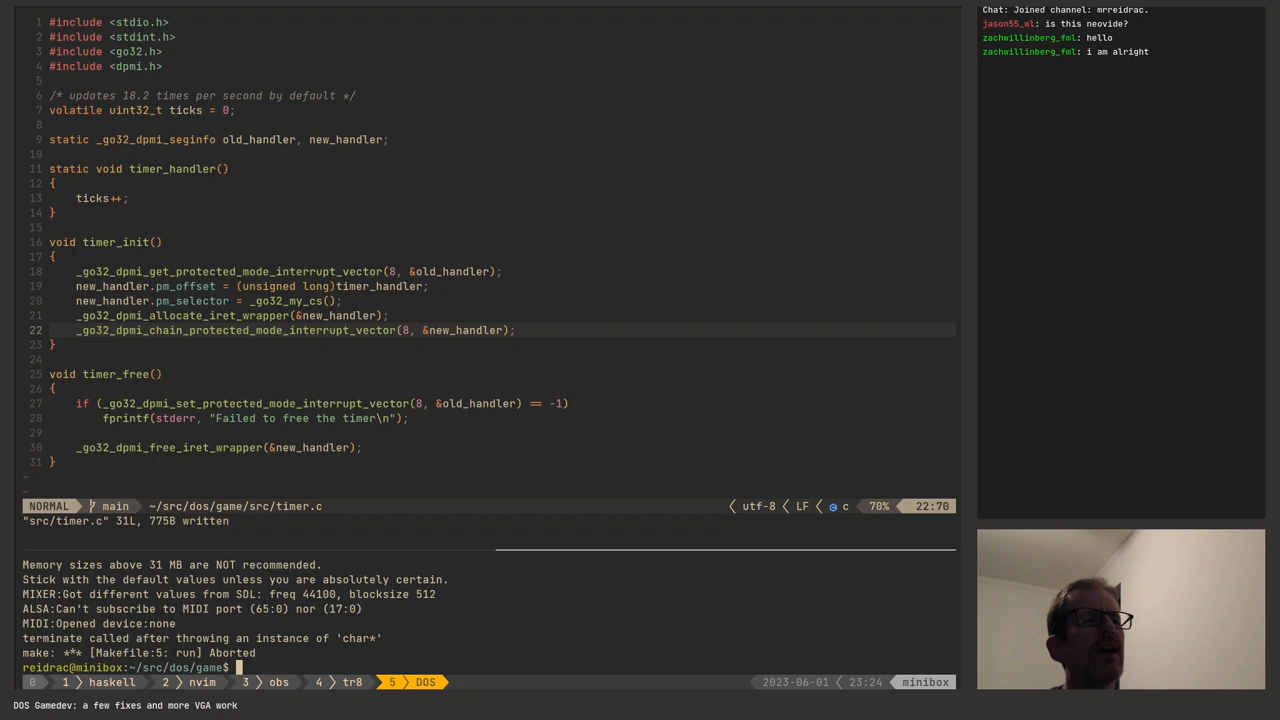 1 #include <stdio.h>
2 #include <stdint.h>
3 #include <go32.h>
4 #include <dpmi.h>
5
6 /* updates 18.2 times per second by default */
7 volatile uint32_t ticks = 0;
8
9 static _go32_dpmi_seginfo old_handler, new_handler;
10
11 static void timer_handler()
12 {
13 ticks++;
14 }
15
16 void timer_init()
17 {
18 _go32_dpmi_get_protected_mode_interrupt_vector(8, &old_handler);
19 new_handler.pm_offset = (unsigned long)timer_handler;
20 new_handler.pm_selector = _go32_my_cs();
21 _go32_dpmi_allocate_iret_wrapper(&new_handler);
22 _go32_dpmi_chain_protected_mode_interrupt_vector(8, &new_handler);
23 }
24
25 void timer_free()
26 {
27 if (_go32_dpmi_set_protected_mode_interrupt_vector(8, &old_handler) == -1)
28 fprintf(stderr, "Failed to free the timer\n");
29
30 _go32_dpmi_free_iret_wrapper(&new_handler);
31 }
~
~
NORMAL main ~/src/dos/game/src/timer.c utf-8 LF c 70% 22:70
"src/timer.c" 31L, 775B written
Memory sizes above 31 MB are NOT recommended.
Stick with the default values unless you are absolutely certain.
MIXER:Got different values from SDL: freq 44100, blocksize 512
ALSA:Can't subscribe to MIDI port (65:0) nor (17:0)
MIDI:Opened device:none
terminate called after throwing an instance of 'char*'
make: *** [Makefile:5: run] Aborted
reidrac@minibox:~/src/dos/game$
0 1 haskell 2 nvim 3 obs 4 tr8 5 DOS 2023-06-01 23:24 minibox
DOS Gamedev: a few fixes and more VGA work
Chat: Joined channel: mrreidrac.
jason55_wl: is this neovide?
zachwillinberg_fml: hello
zachwillinberg_fml: i am alright